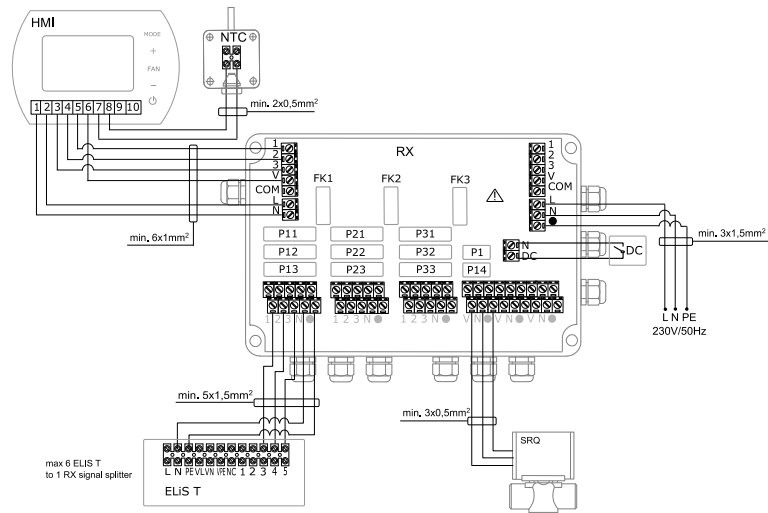 HMI
MODE
+
FAN
−
1 2 3 4 5 6 7 8 9 10
NTC
min. 2x0,5mm²
min. 6x1mm²
RX
1
2
3
V
COM
L
N
FK1 FK2 FK3
1
2
3
V
COM
L
N
P11 P21 P31
P12 P22 P32 P1
P13 P23 P33 P14
N
DC
DC
min. 3x1,5mm²
L N PE
230V/50Hz
1 2 3 N
1 2 3 N
1 2 3 N
V N V N V N V N
min. 5x1,5mm²
min. 3x0,5mm²
SRQ
max 6 ELIS T
to 1 RX signal splitter
L N PE VL VN VPE NC 1 2 3 4 5
ELiS T